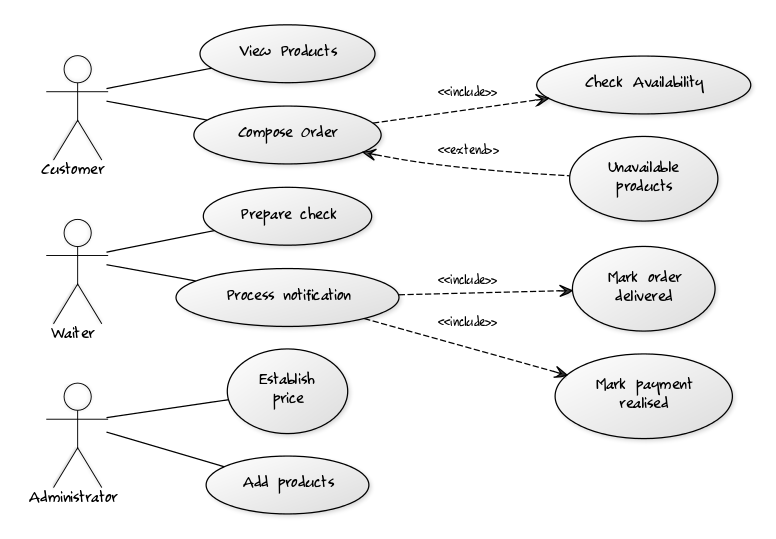 View Products
Check Availability
<<include>>
Compose Order
<<extend>>
Customer
Unavailable
products
Prepare check
Process notification
<<include>>
Mark order
delivered
<<include>>
Waiter
Establish
price
Mark payment
realised
Add products
Administrator